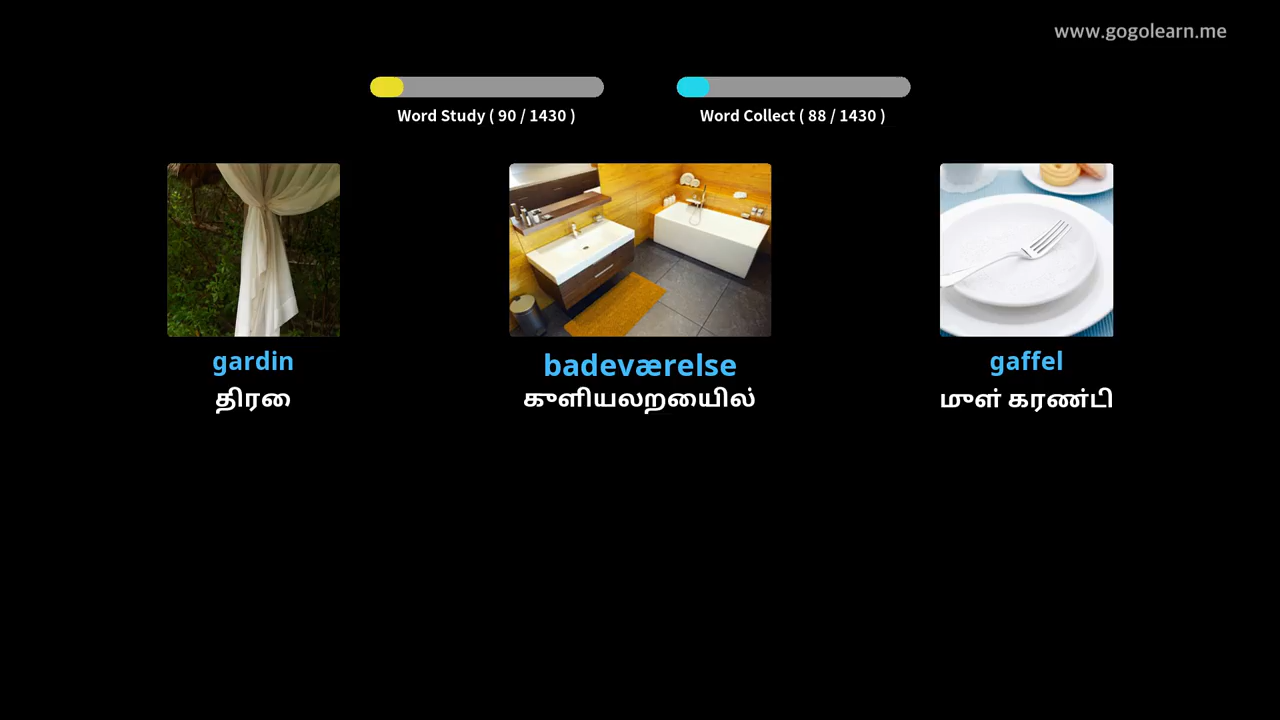 www.gogolearn.me
Word Study ( 90 / 1430 )
Word Collect ( 88 / 1430 )
gardin
badeværelse
gaffel
திரை
குளியலறையில்
முள் கரண்டி